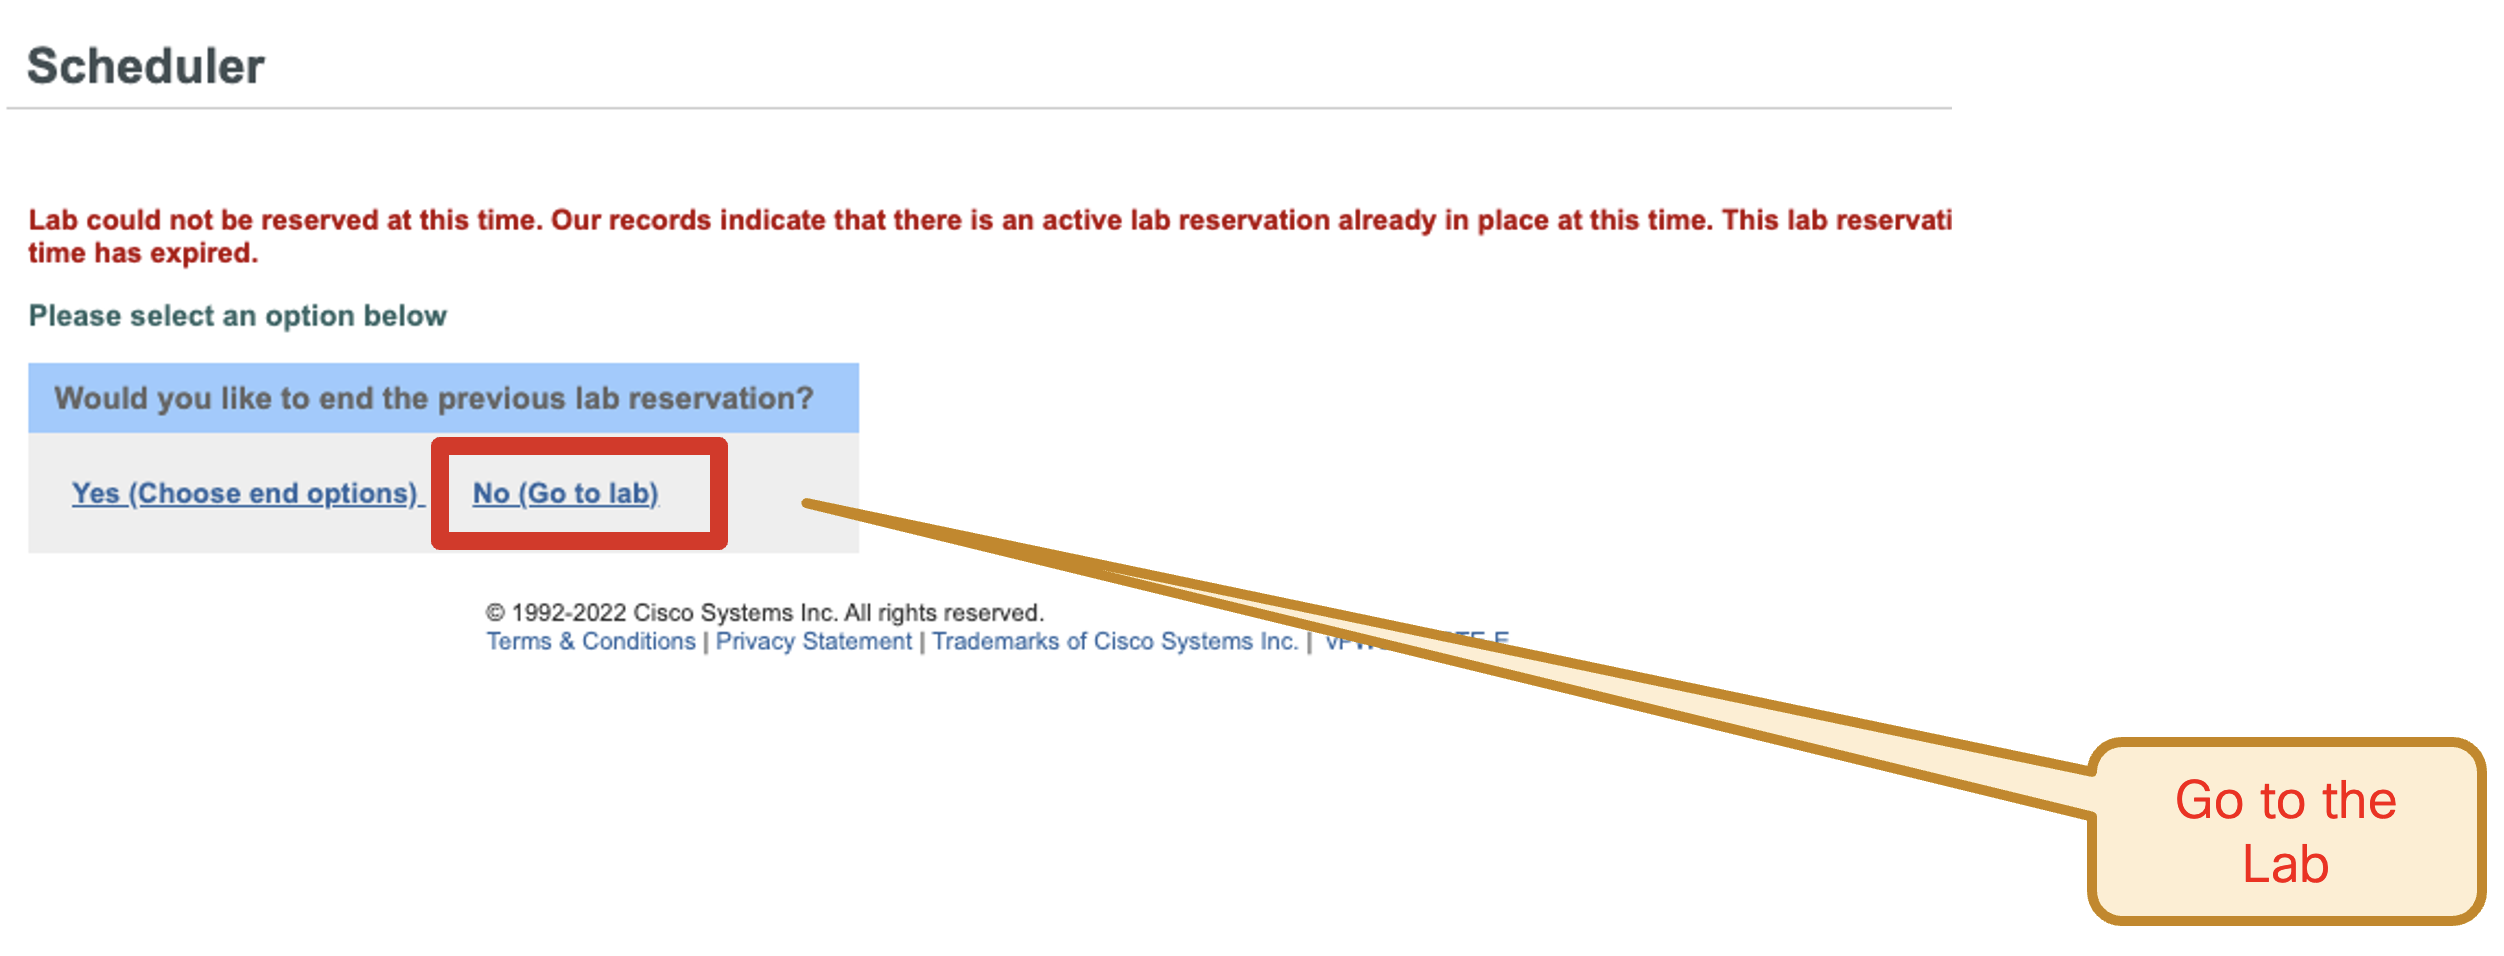 Scheduler
Lab could not be reserved at this time. Our records indicate that there is an active lab reservation already in place at this time. This lab reservati
time has expired.
Please select an option below
Would you like to end the previous lab reservation?
Yes (Choose end options) No (Go to lab)
© 1992-2022 Cisco Systems Inc. All rights reserved.
Terms & Conditions | Privacy Statement | Trademarks of Cisco Systems Inc. |
Go to the
Lab